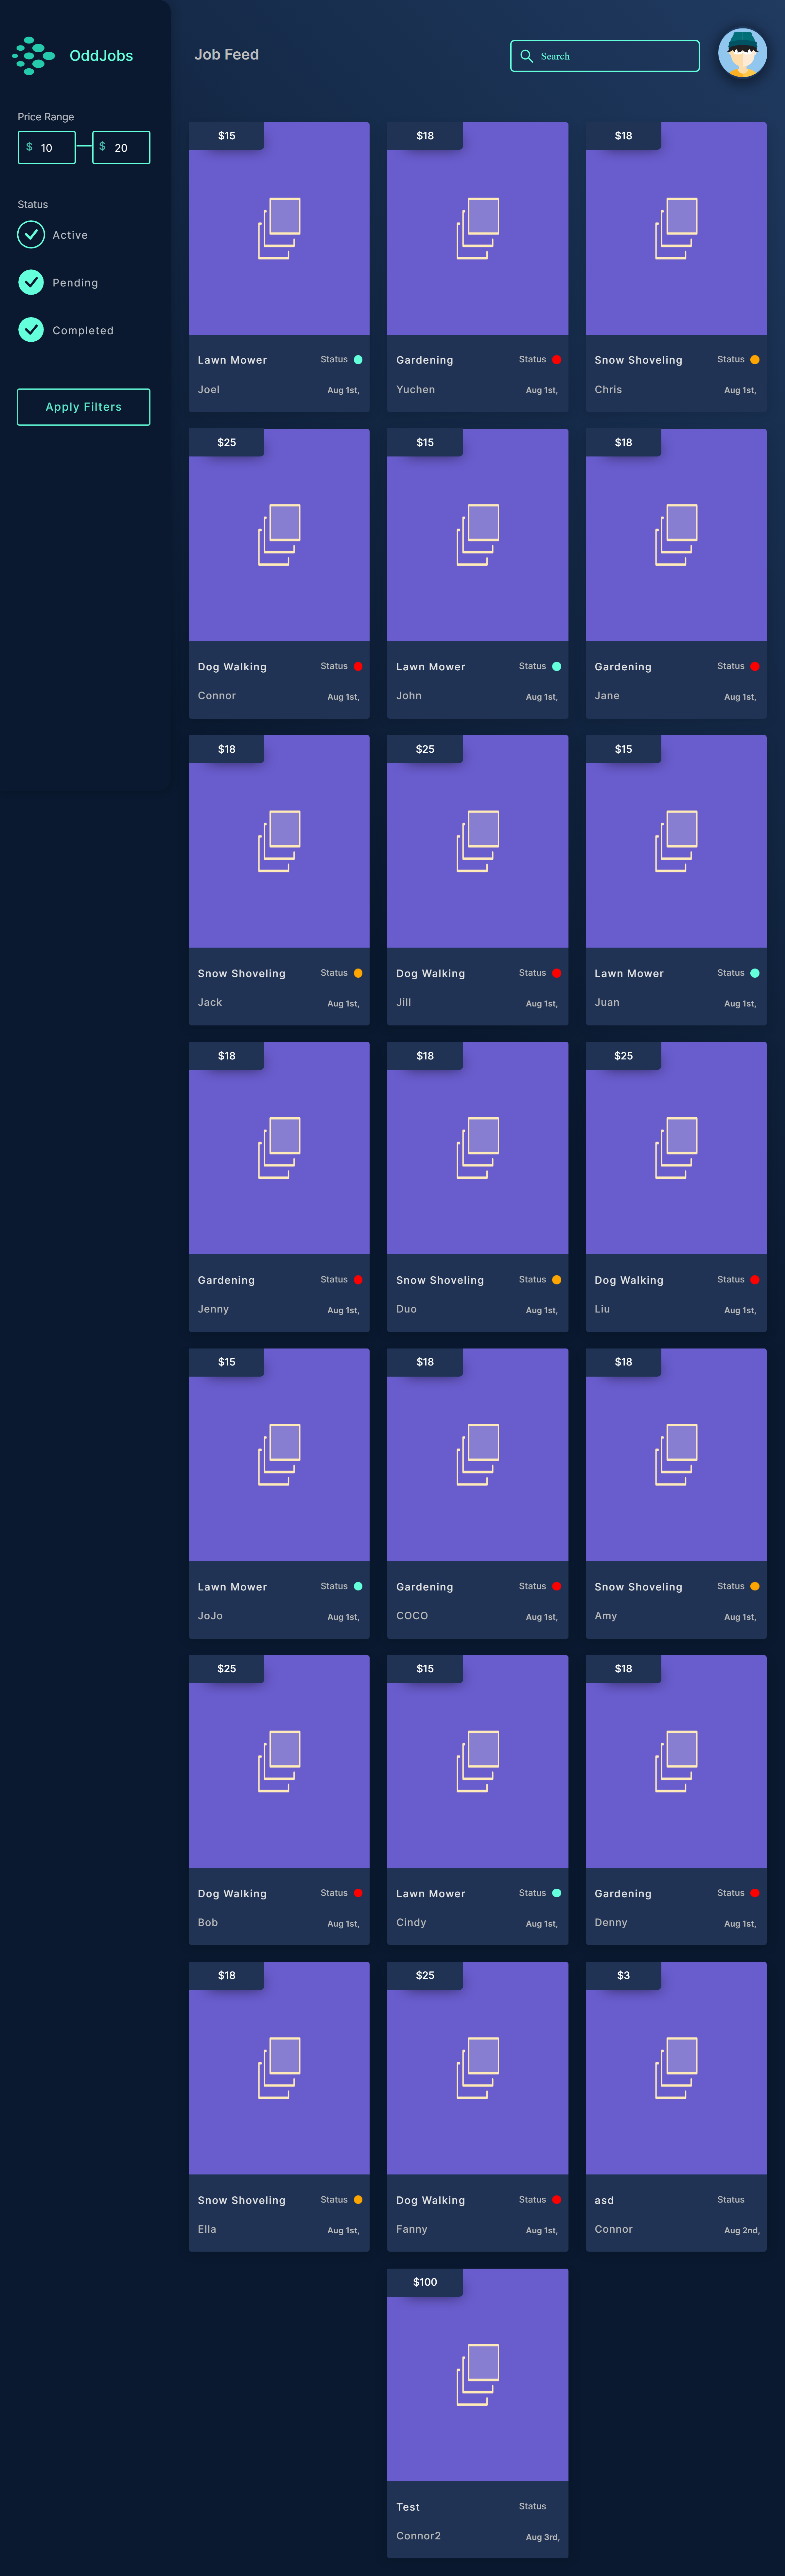 OddJobs
Job Feed
Search
Price Range
$ 10 $ 20
Status
Active
Pending
Completed
Apply Filters
$15 $18 $18
Lawn Mower Status Gardening Status Snow Shoveling Status
Joel Aug 1st, Yuchen Aug 1st, Chris Aug 1st,
$25 $15 $18
Dog Walking Status Lawn Mower Status Gardening Status
Connor Aug 1st, John Aug 1st, Jane Aug 1st,
$18 $25 $15
Snow Shoveling Status Dog Walking Status Lawn Mower Status
Jack Aug 1st, Jill Aug 1st, Juan Aug 1st,
$18 $18 $25
Gardening Status Snow Shoveling Status Dog Walking Status
Jenny Aug 1st, Duo Aug 1st, Liu Aug 1st,
$15 $18 $18
Lawn Mower Status Gardening Status Snow Shoveling Status
JoJo Aug 1st, COCO Aug 1st, Amy Aug 1st,
$25 $15 $18
Dog Walking Status Lawn Mower Status Gardening Status
Bob Aug 1st, Cindy Aug 1st, Denny Aug 1st,
$18 $25 $3
Snow Shoveling Status Dog Walking Status asd Status
Ella Aug 1st, Fanny Aug 1st, Connor Aug 2nd,
$100
Test Status
Connor2 Aug 3rd,